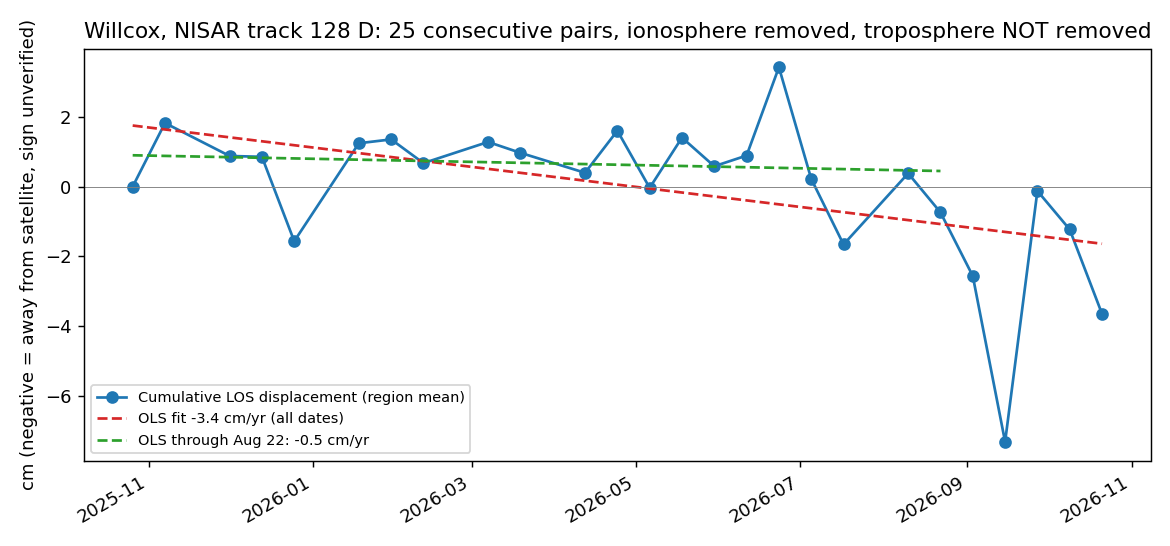 Willcox, NISAR track 128 D: 25 consecutive pairs, ionosphere removed, troposphere NOT removed
cm (negative = away from satellite, sign unverified)
2
0
−2
−4
−6
Cumulative LOS displacement (region mean)
OLS fit -3.4 cm/yr (all dates)
OLS through Aug 22: -0.5 cm/yr
2025-11
2026-01
2026-03
2026-05
2026-07
2026-09
2026-11